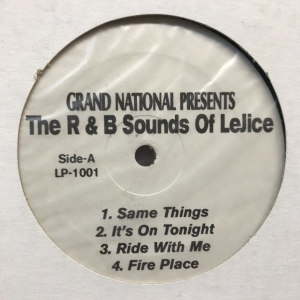 GRAND NATIONAL PRESENTS
The R & B Sounds Of LeJice
Side-A
LP-1001
1. Same Things
2. It's On Tonight
3. Ride With Me
4. Fire Place